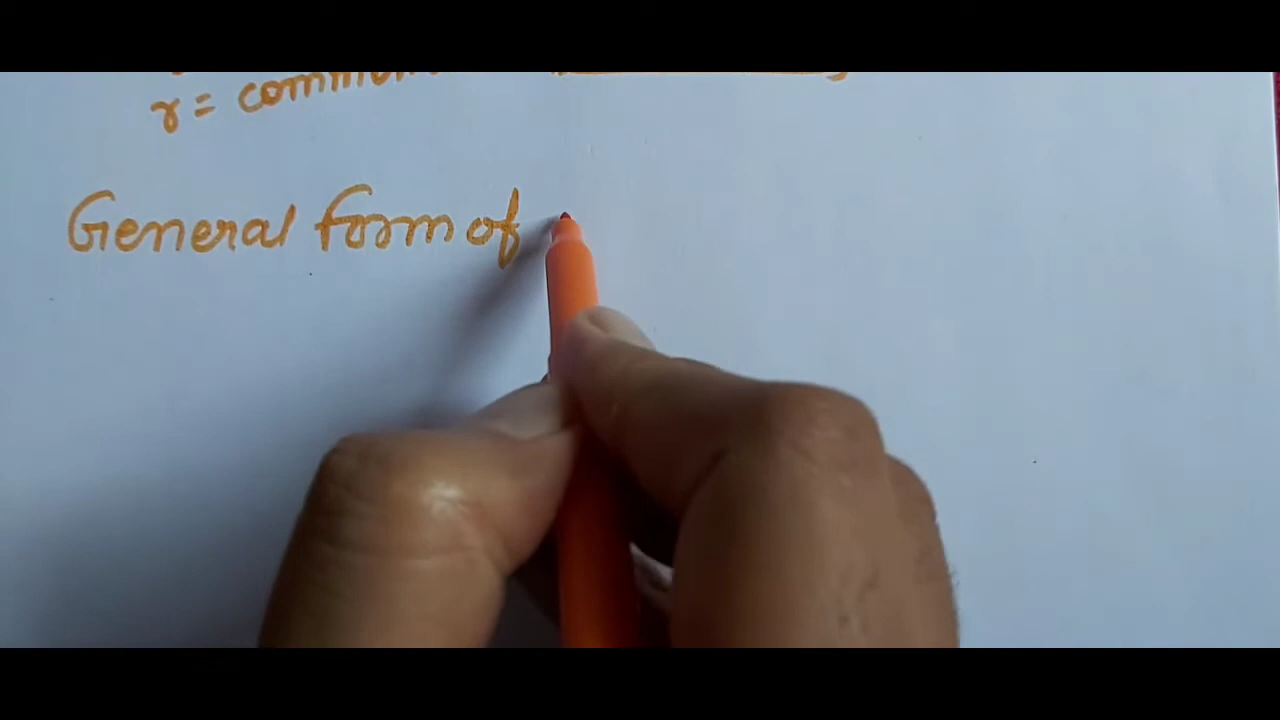 r = common
General form of